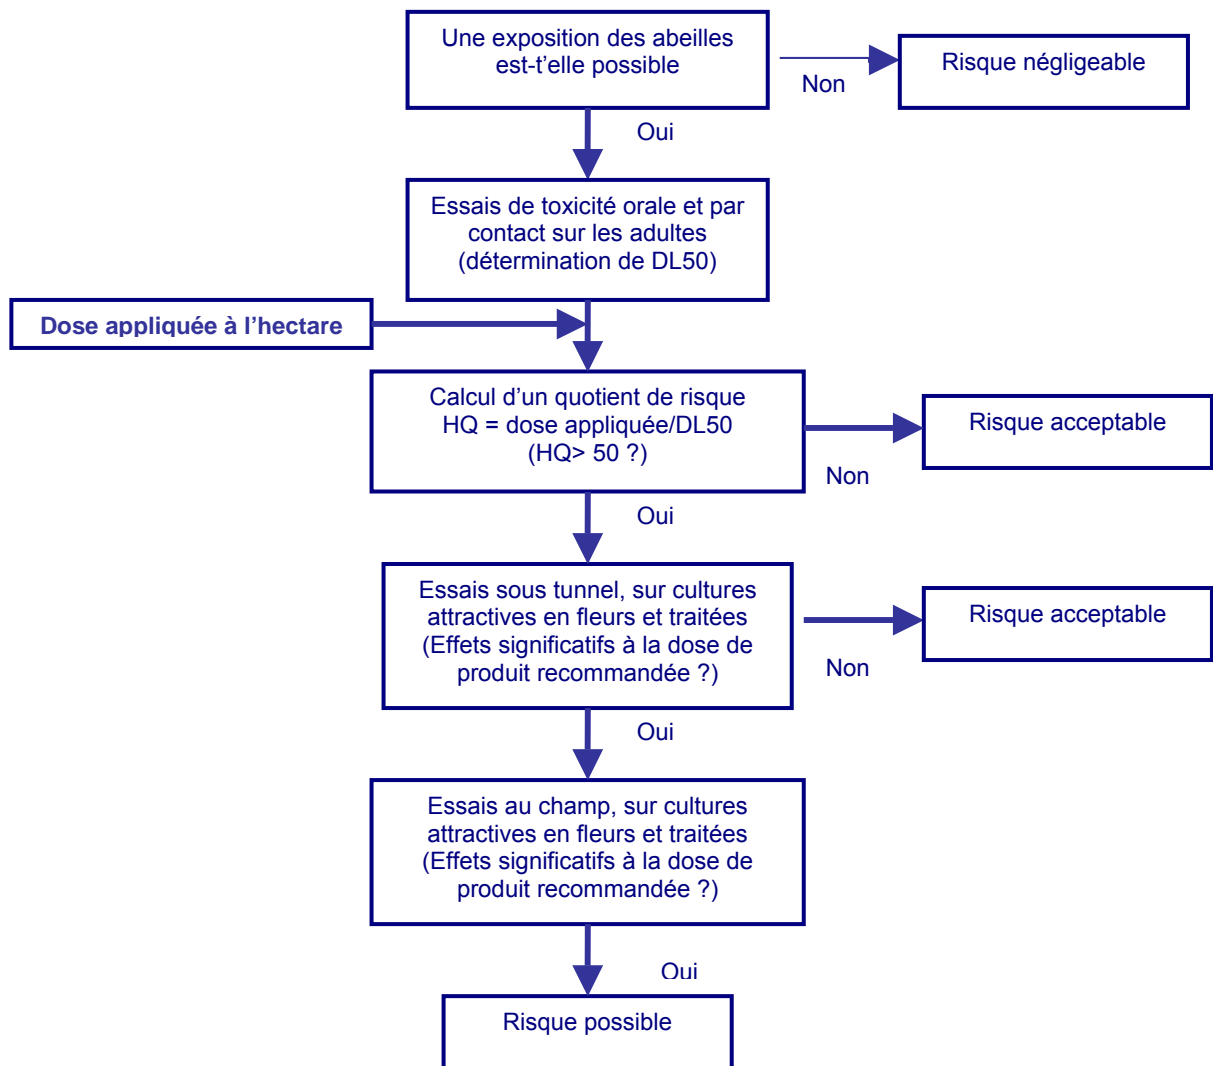 Une exposition des abeilles
est-t'elle possible
Non
Risque négligeable
Oui
Essais de toxicité orale et par
contact sur les adultes
(détermination de DL50)
Dose appliquée à l'hectare
Calcul d'un quotient de risque
HQ = dose appliquée/DL50
(HQ> 50 ?)
Non
Risque acceptable
Oui
Essais sous tunnel, sur cultures
attractives en fleurs et traitées
(Effets significatifs à la dose de
produit recommandée ?)
Non
Risque acceptable
Oui
Essais au champ, sur cultures
attractives en fleurs et traitées
(Effets significatifs à la dose de
produit recommandée ?)
Oui
Risque possible